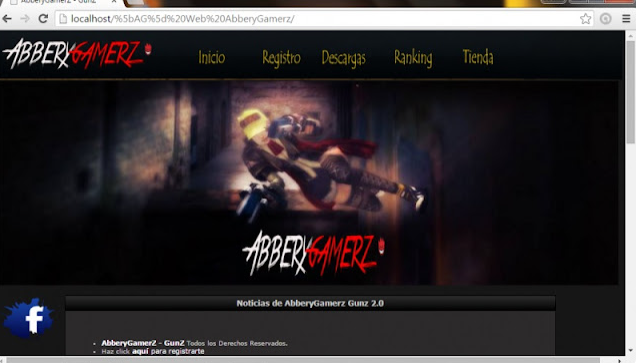 AbberyGamerZ - GunZ
localhost/%5bAG%5d%20Web%20AbberyGamerz/
ABBERYGAMERZ
Inicio Registro Descargas Ranking Tienda
ABBERYGAMERZ
Noticias de AbberyGamerz Gunz 2.0
f
AbberyGamerZ - GunZ Todos los Derechos Reservados.
Haz click aquí para registrarte